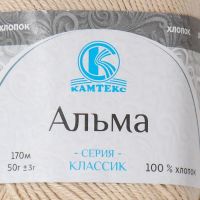 ХЛОПОК
ХЛОПОК
КАМТЕКС
Альма
- СЕРИЯ -
КЛАССИК
170м
50г ±3г
100 % хлопок